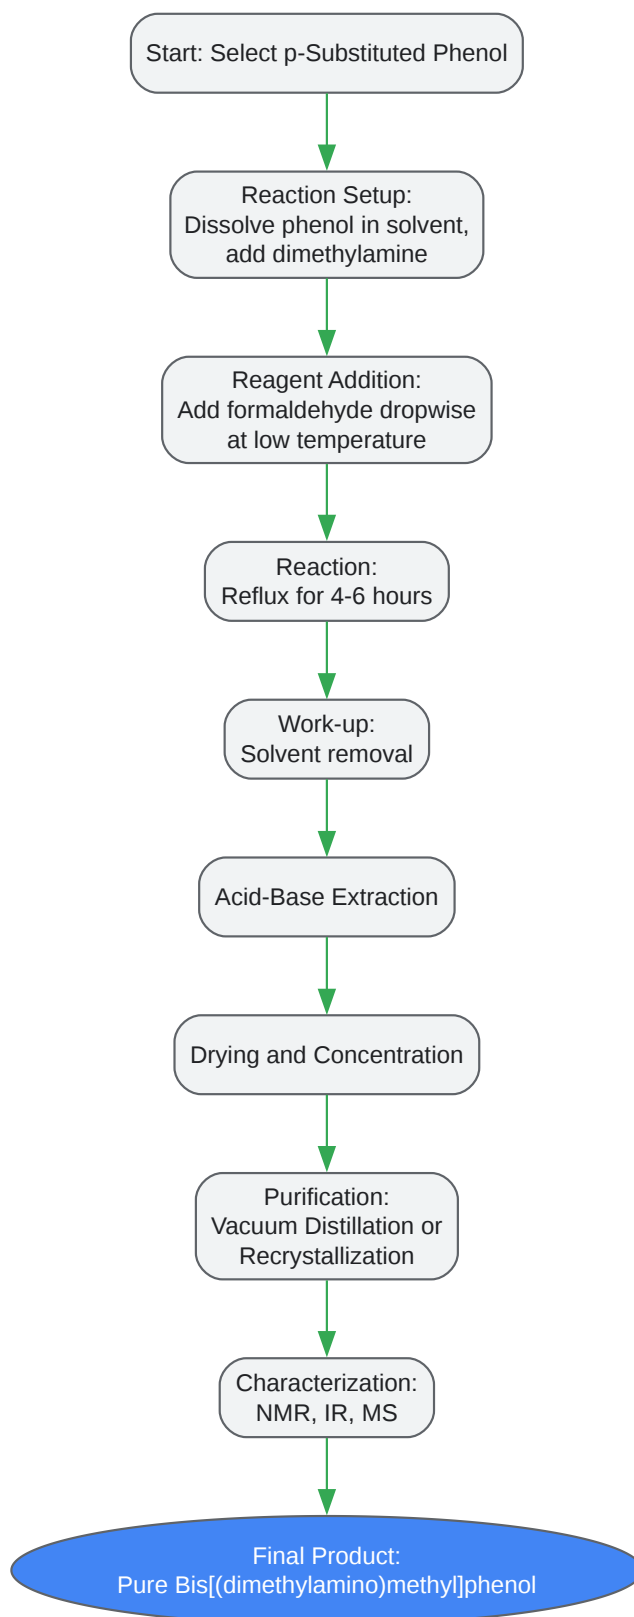 Start: Select p-Substituted Phenol
Reaction Setup:
Dissolve phenol in solvent,
add dimethylamine
Reagent Addition:
Add formaldehyde dropwise
at low temperature
Reaction:
Reflux for 4-6 hours
Work-up:
Solvent removal
Acid-Base Extraction
Drying and Concentration
Purification:
Vacuum Distillation or
Recrystallization
Characterization:
NMR, IR, MS
Final Product:
Pure Bis[(dimethylamino)methyl]phenol